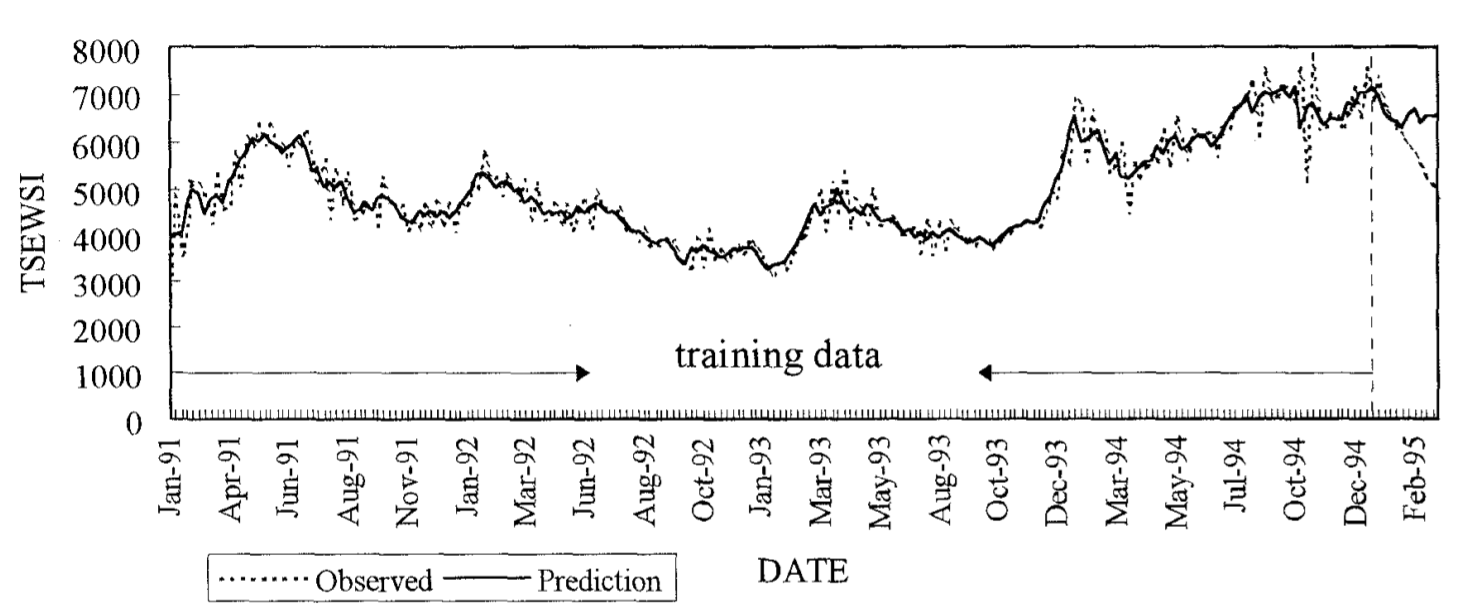 8000
7000
6000
5000
4000
3000
2000
1000
0
TSEWSI
training data
Jan-91
Apr-91
Jun-91
Aug-91
Nov-91
Jan-92
Mar-92
Jun-92
Aug-92
Oct-92
Jan-93
Mar-93
May-93
Aug-93
Oct-93
Dec-93
Mar-94
May-94
Jul-94
Oct-94
Dec-94
Feb-95
DATE
Observed Prediction